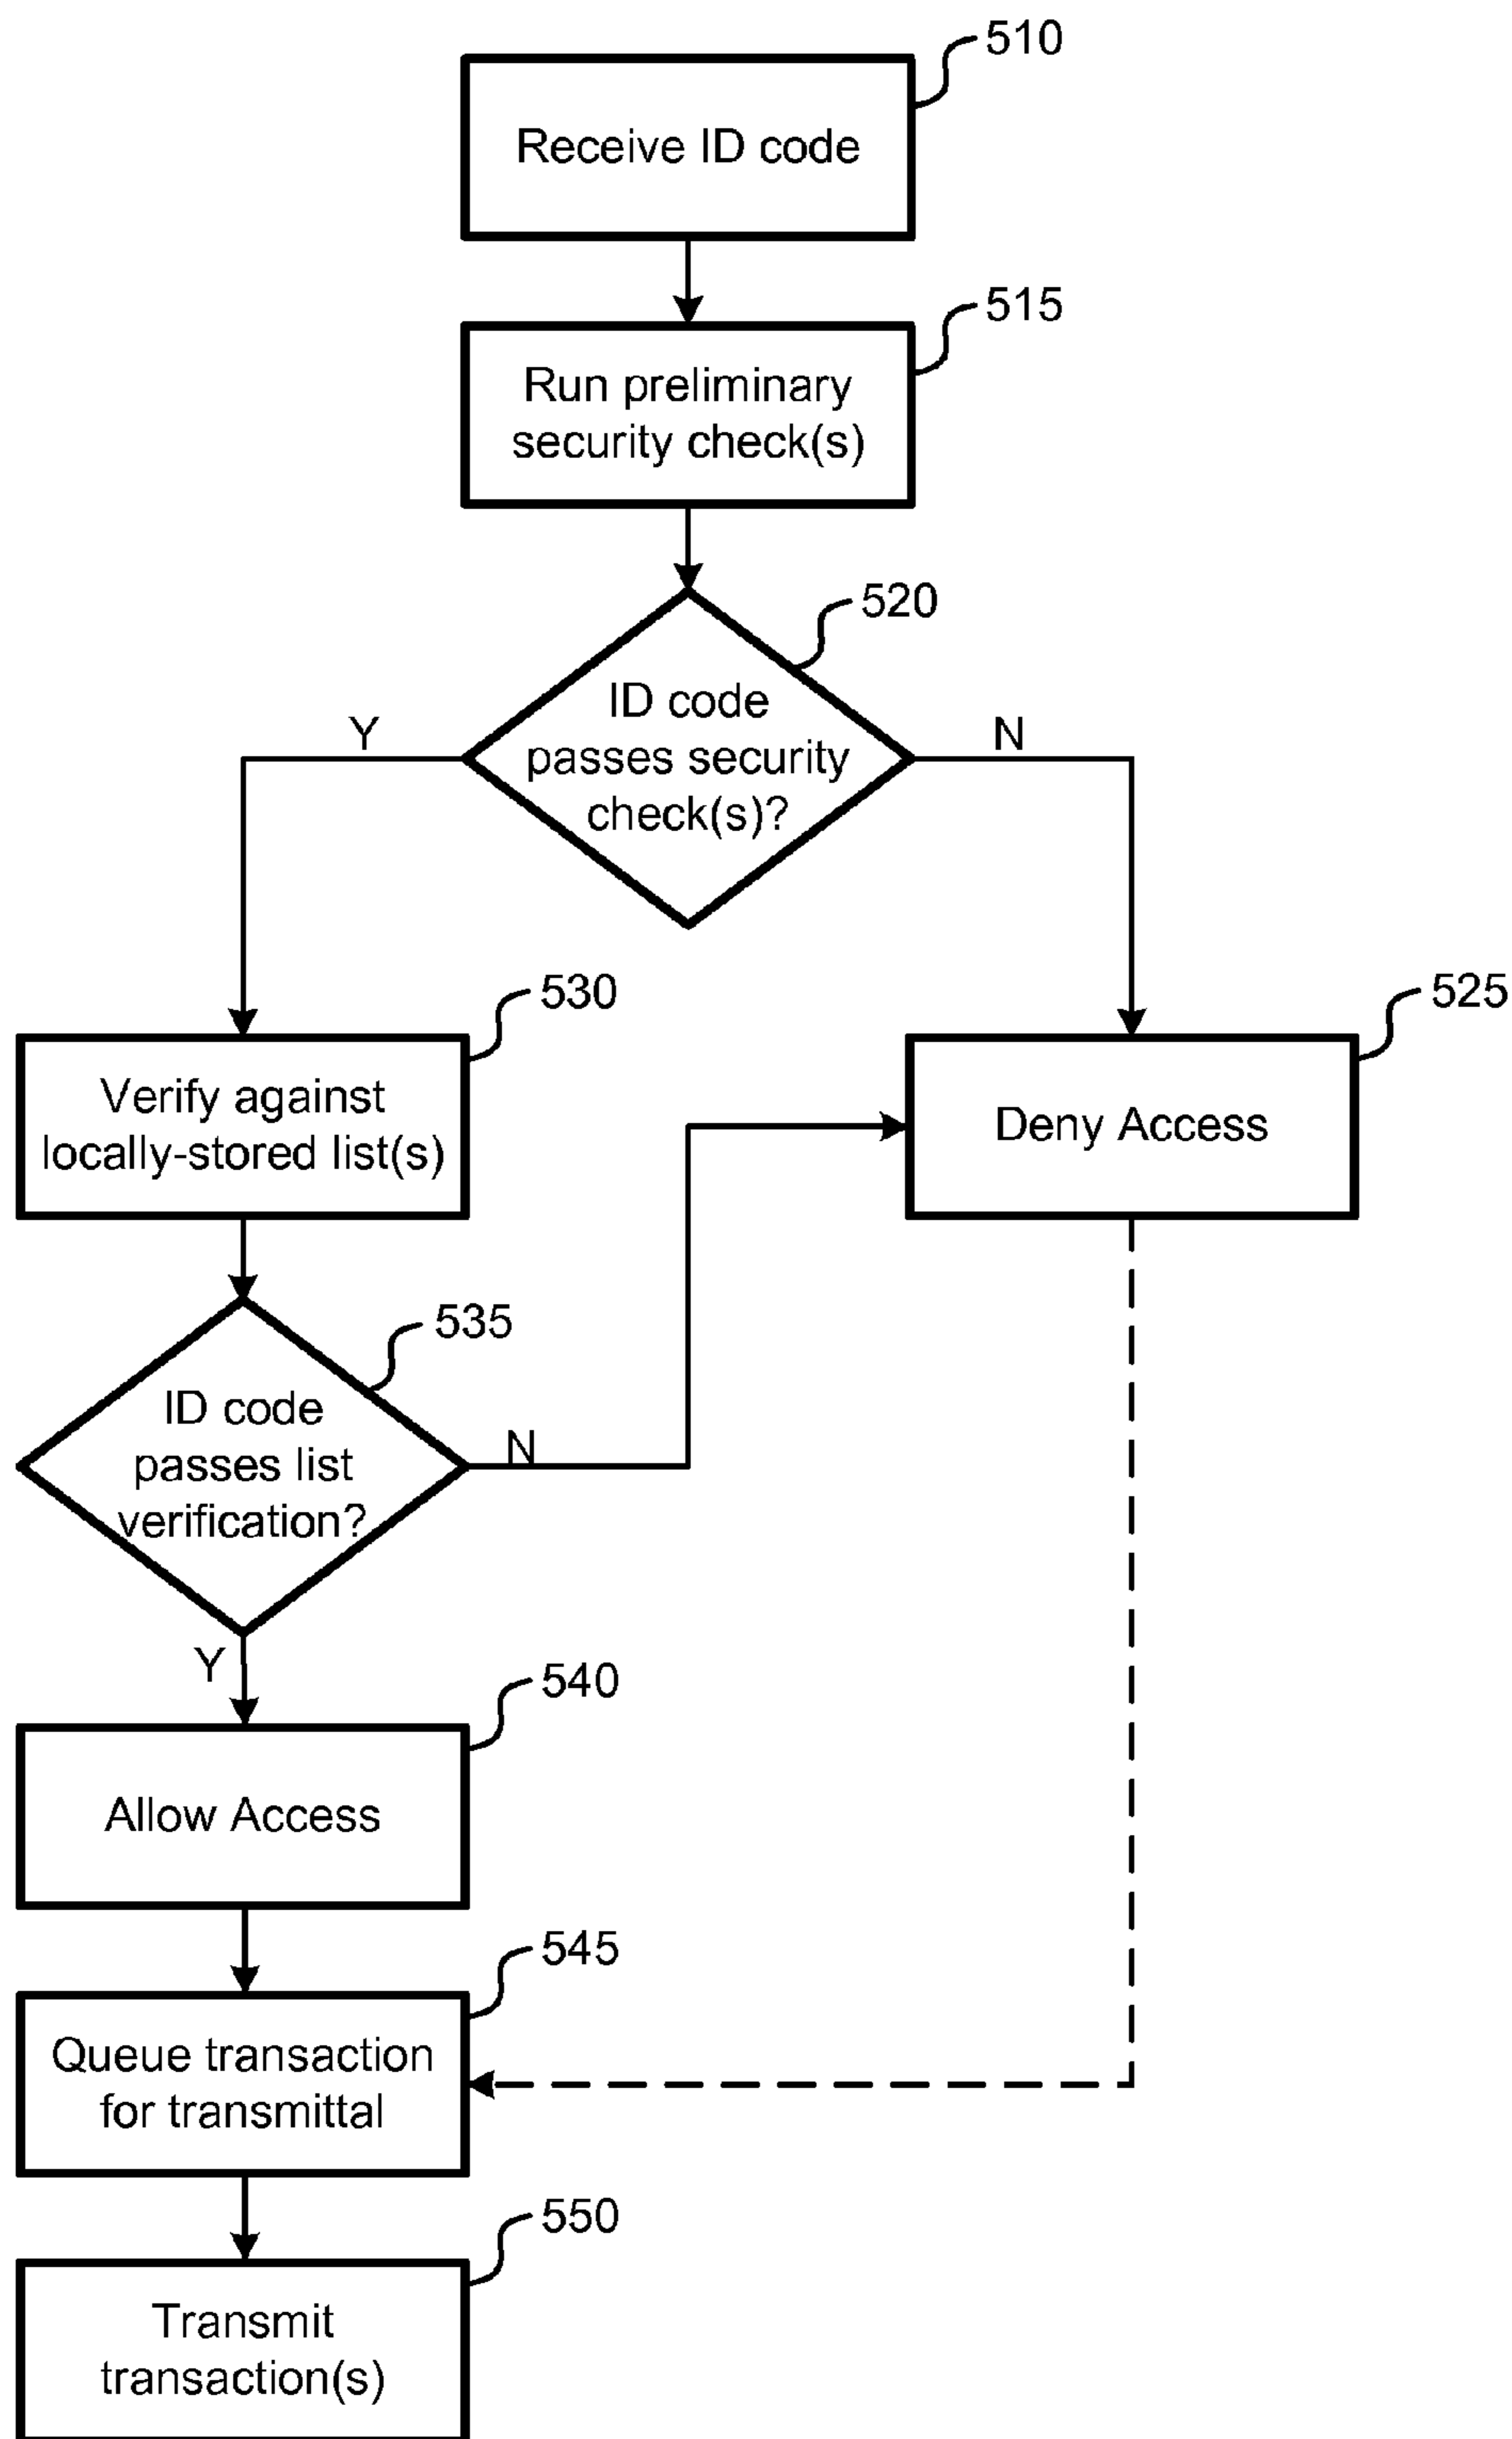 510
Receive ID code
515
Run preliminary
security check(s)
520
ID code
passes security
check(s)?
Y
N
530
525
Verify against
locally-stored list(s)
Deny Access
535
ID code
passes list
verification?
N
Y
540
Allow Access
545
Queue transaction
for transmittal
550
Transmit
transaction(s)